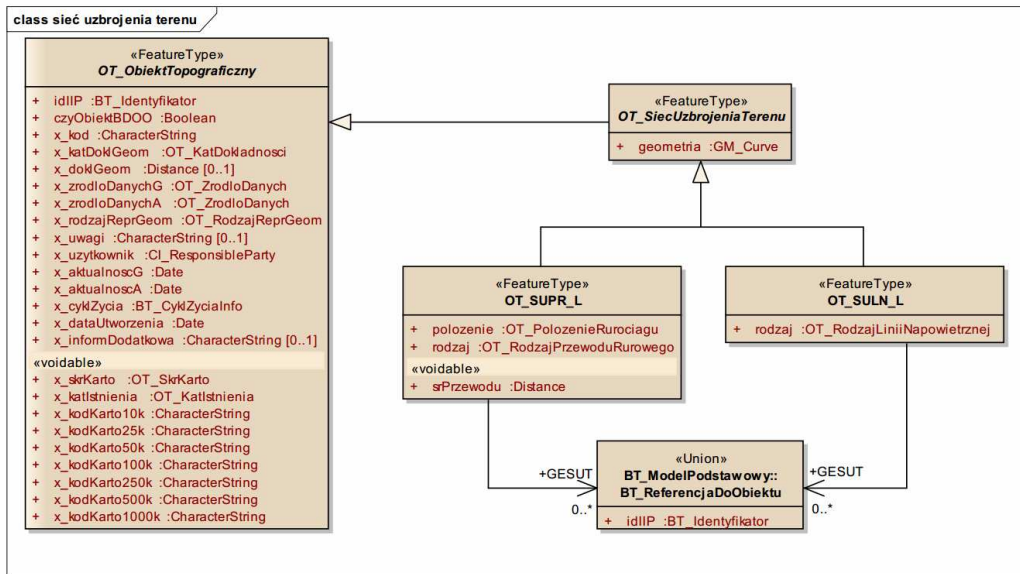 class sieć uzbrojenia terenu
«FeatureType»
OT_ObiektTopograficzny
+ idIIP :BT_Identyfikator
+ czyObiektBDOO :Boolean
+ x_kod :CharacterString
+ x_katDoklGeom :OT_KatDokladnosci
+ x_doklGeom :Distance [0..1]
+ x_zrodloDanychG :OT_ZrodloDanych
+ x_zrodloDanychA :OT_ZrodloDanych
+ x_rodzajReprGeom :OT_RodzajReprGeom
+ x_uwagi :CharacterString [0..1]
+ x_uzytkownik :CI_ResponsibleParty
+ x_aktualnoscG :Date
+ x_aktualnoscA :Date
+ x_cyklZycia :BT_CyklZyciaInfo
+ x_dataUtworzenia :Date
+ x_informDodatkowa :CharacterString [0..1]
«voidable»
+ x_skrKarto :OT_SkrKarto
+ x_katIstnienia :OT_KatIstnienia
+ x_kodKarto10k :CharacterString
+ x_kodKarto25k :CharacterString
+ x_kodKarto50k :CharacterString
+ x_kodKarto100k :CharacterString
+ x_kodKarto250k :CharacterString
+ x_kodKarto500k :CharacterString
+ x_kodKarto1000k :CharacterString
«FeatureType»
OT_SiecUzbrojeniaTerenu
+ geometria :GM_Curve
«FeatureType»
OT_SUPR_L
+ polozenie :OT_PolozenieRurociagu
+ rodzaj :OT_RodzajPrzewoduRurowego
«voidable»
+ srPrzewodu :Distance
«FeatureType»
OT_SULN_L
+ rodzaj :OT_RodzajLiniiNapowietrznej
+GESUT
0..*
«Union»
BT_ModelPodstawowy::
BT_ReferencjaDoObiektu
+ idIIP :BT_Identyfikator
+GESUT
0..*